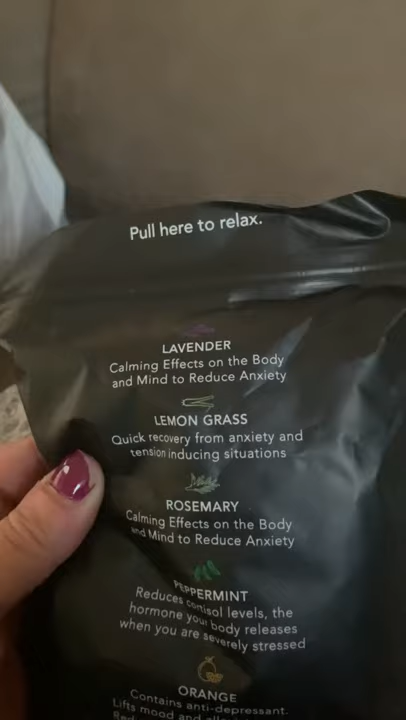 Pull here to relax.
LAVENDER
Calming Effects on the Body
and Mind to Reduce Anxiety
LEMON GRASS
Quick recovery from anxiety and
tension inducing situations
ROSEMARY
Calming Effects on the Body
and Mind to Reduce Anxiety
PEPPERMINT
Reduces cortisol levels, the
hormone your body releases
when you are severely stressed
ORANGE
Contains anti-depressant.
Lifts mood and